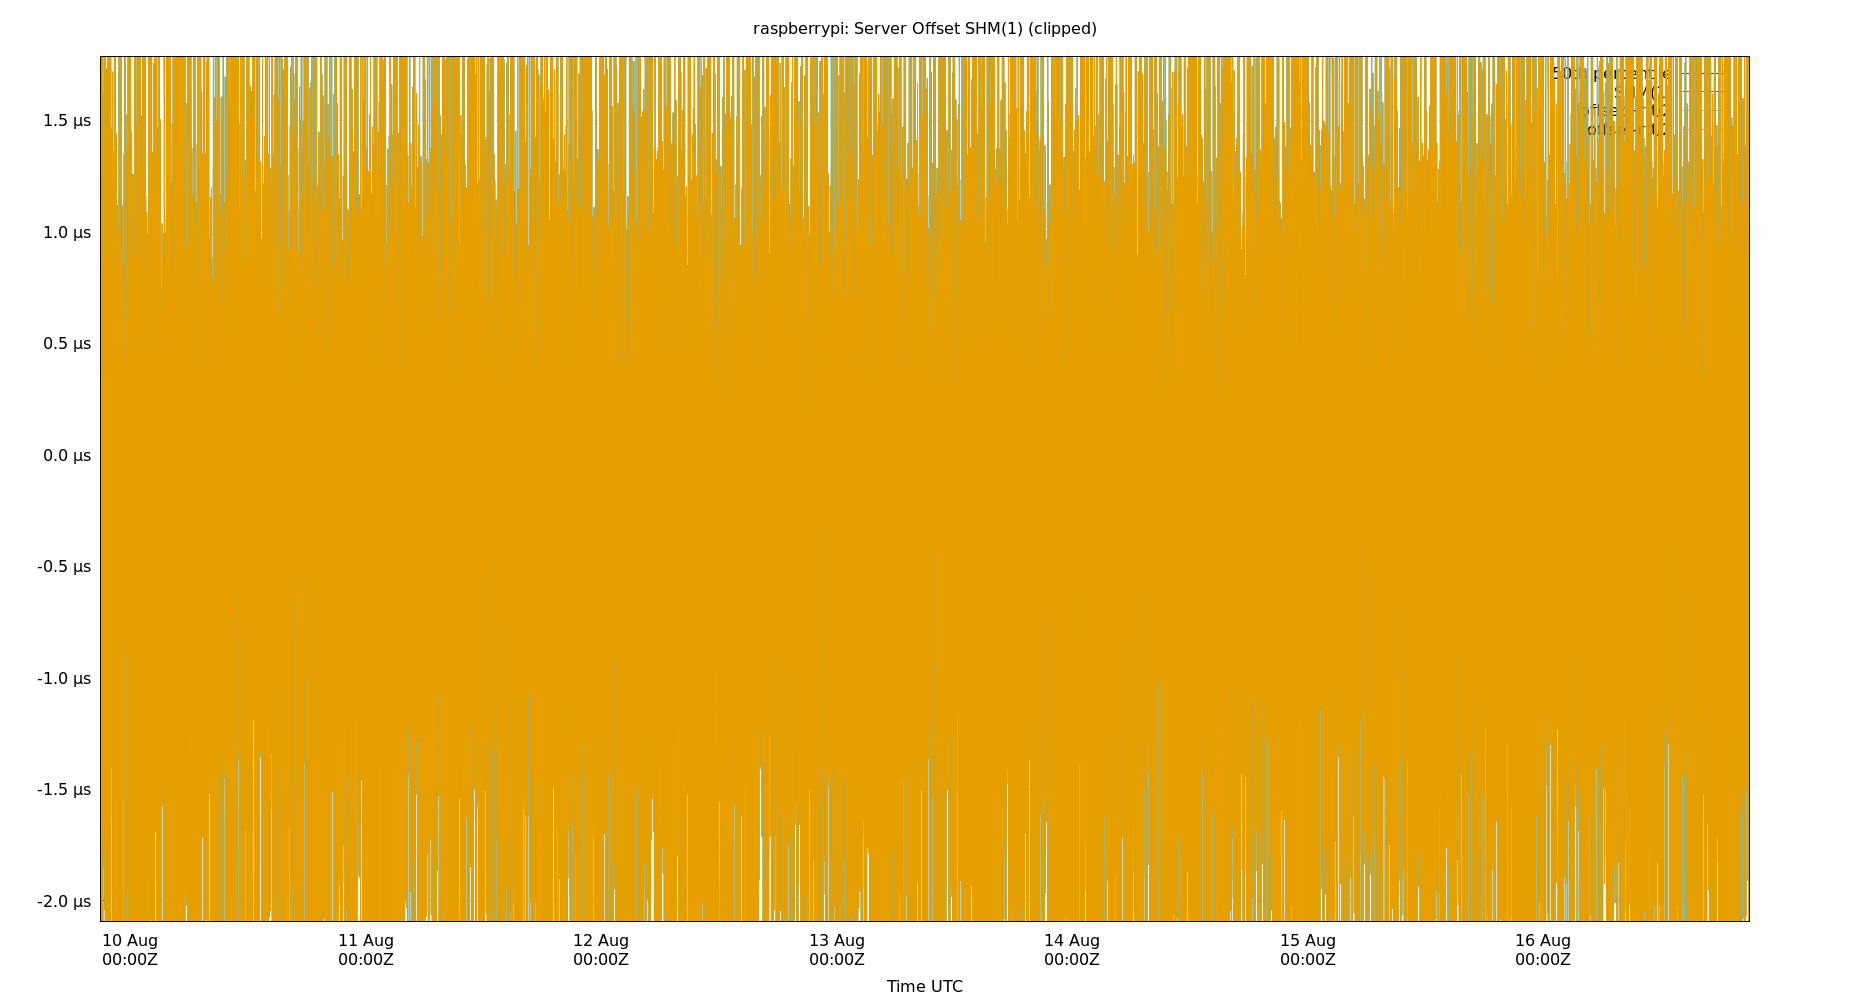 raspberrypi: Server Offset SHM(1) (clipped)
50th percentile
1.5 µs
1.0 µs
0.5 µs
0.0 µs
-0.5 µs
-1.0 µs
-1.5 µs
-2.0 µs
10 Aug
00:00Z
11 Aug
00:00Z
12 Aug
00:00Z
13 Aug
00:00Z
14 Aug
00:00Z
15 Aug
00:00Z
16 Aug
00:00Z
Time UTC